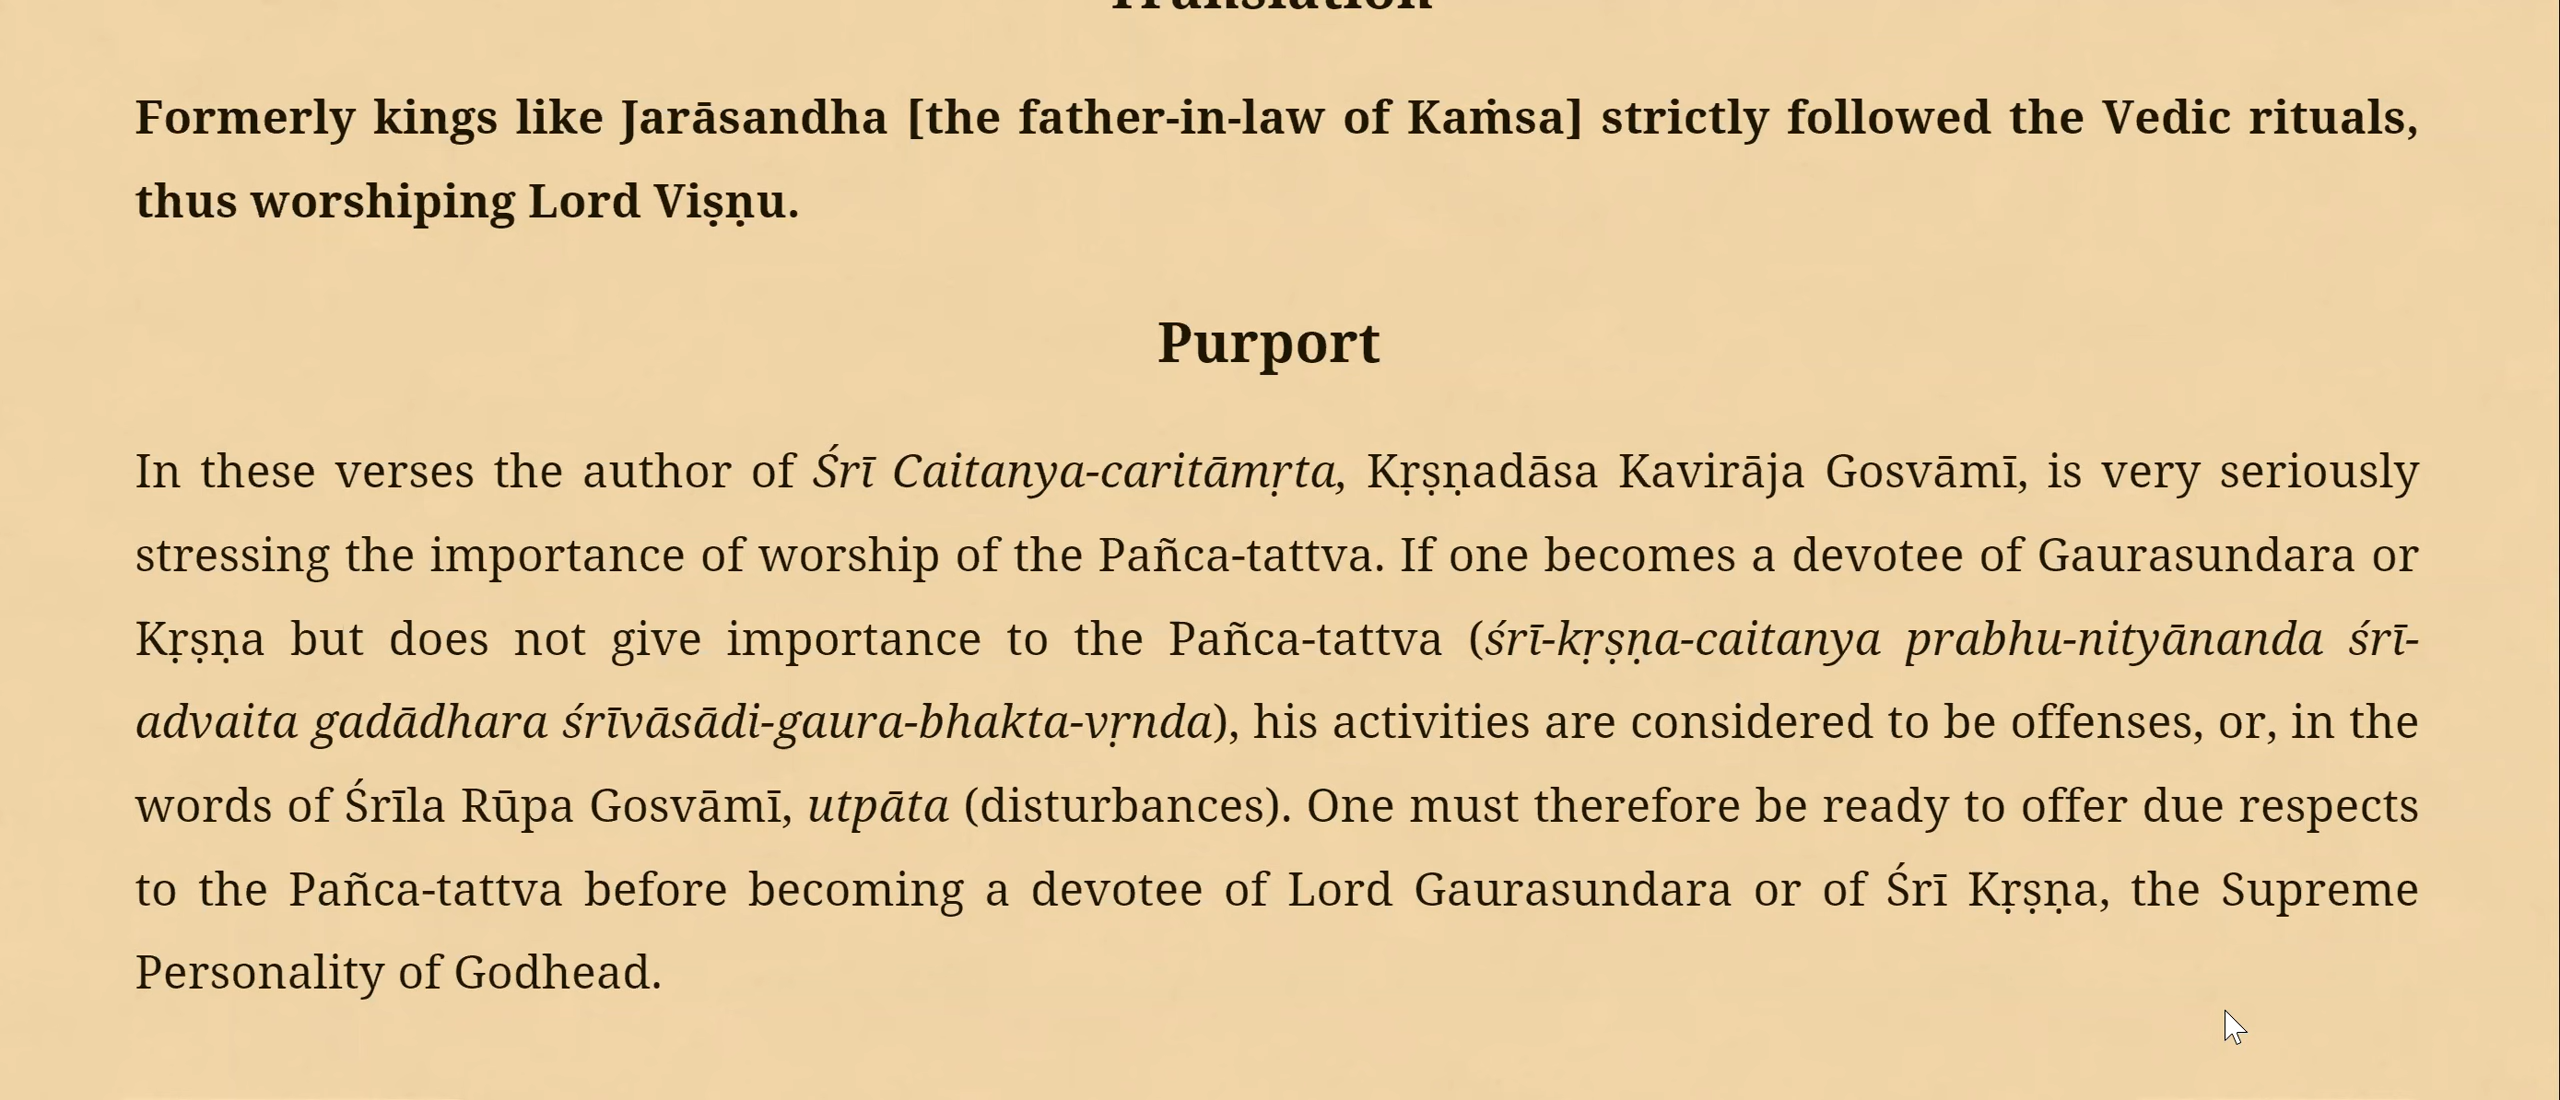 Translation
Formerly kings like Jarāsandha [the father-in-law of Kaṁsa] strictly followed the Vedic rituals,
thus worshiping Lord Viṣṇu.
Purport
In these verses the author of Śrī Caitanya-caritāmṛta, Kṛṣṇadāsa Kavirāja Gosvāmī, is very seriously
stressing the importance of worship of the Pañca-tattva. If one becomes a devotee of Gaurasundara or
Kṛṣṇa but does not give importance to the Pañca-tattva (śrī-kṛṣṇa-caitanya prabhu-nityānanda śrī-
advaita gadādhara śrīvāsādi-gaura-bhakta-vṛnda), his activities are considered to be offenses, or, in the
words of Śrīla Rūpa Gosvāmī, utpāta (disturbances). One must therefore be ready to offer due respects
to the Pañca-tattva before becoming a devotee of Lord Gaurasundara or of Śrī Kṛṣṇa, the Supreme
Personality of Godhead.